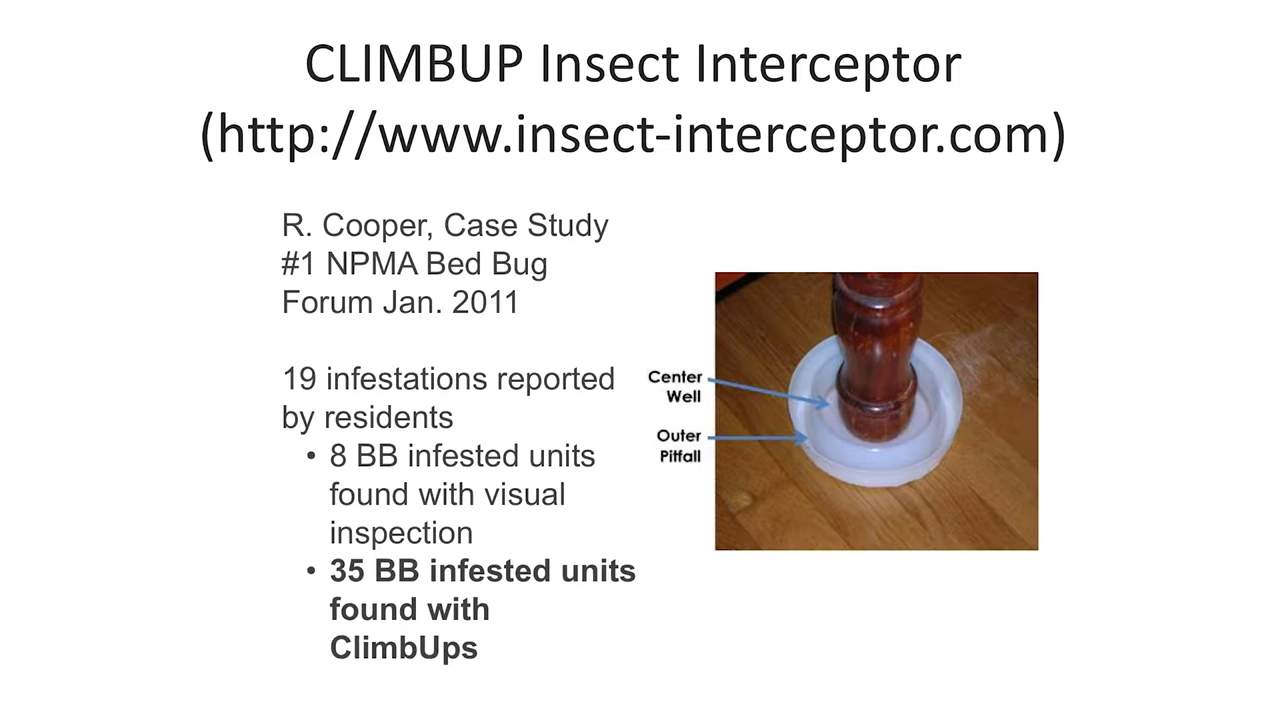 CLIMBUP Insect Interceptor
(http://www.insect-interceptor.com)
R. Cooper, Case Study
#1 NPMA Bed Bug
Forum Jan. 2011
19 infestations reported
by residents
• 8 BB infested units
found with visual
inspection
• 35 BB infested units
found with
ClimbUps
Center
Well
Outer
Pitfall